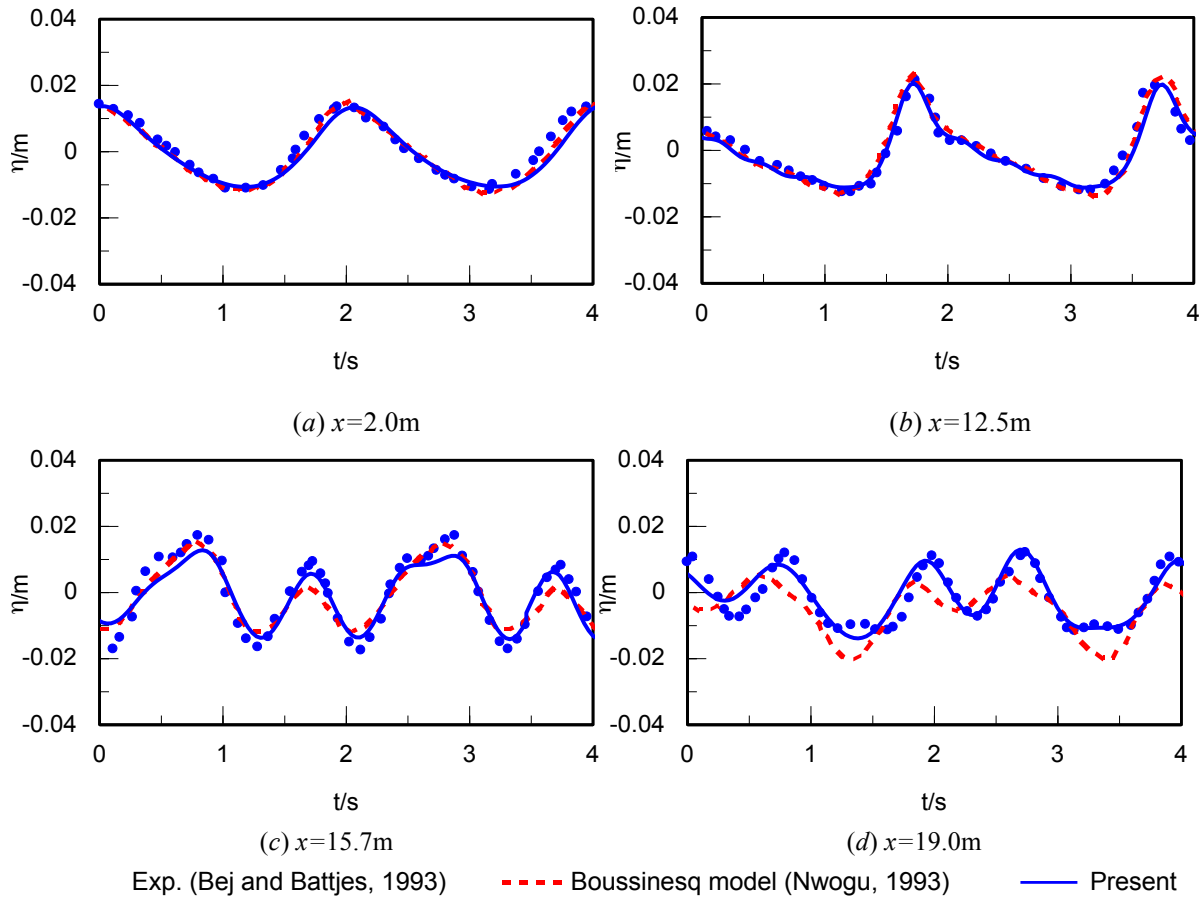 0.04
0.02
0
-0.02
-0.04
η/m
0 1 2 3 4
t/s
(a) x=2.0m
0.04
0.02
0
-0.02
-0.04
η/m
0 1 2 3 4
t/s
(b) x=12.5m
0.04
0.02
0
-0.02
-0.04
η/m
0 1 2 3 4
t/s
(c) x=15.7m
0.04
0.02
0
-0.02
-0.04
η/m
0 1 2 3 4
t/s
(d) x=19.0m
Exp. (Bej and Battjes, 1993) Boussinesq model (Nwogu, 1993) Present